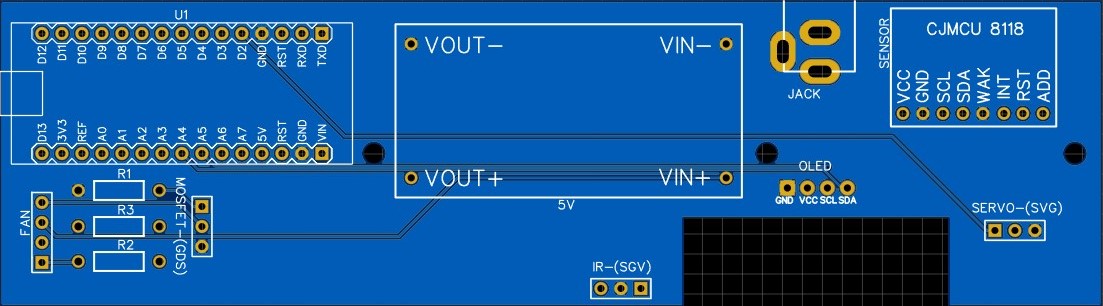 U1
D12 D11 D10 D9 D8 D7 D6 D5 D4 D3 D2 GND RST RXD TXD
D13 3V3 REF A0 A1 A2 A3 A4 A5 A6 A7 5V RST GND VIN
VOUT- VIN-
VOUT+ VIN+
5V
JACK
SENSOR
CJMCU 8118
VCC GND SCL SDA WAK INT RST ADD
OLED
GND VCC SCL SDA
SERVO-(SVG)
FAN
R1
R3
R2
MOSFET-(GDS)
IR-(SGV)